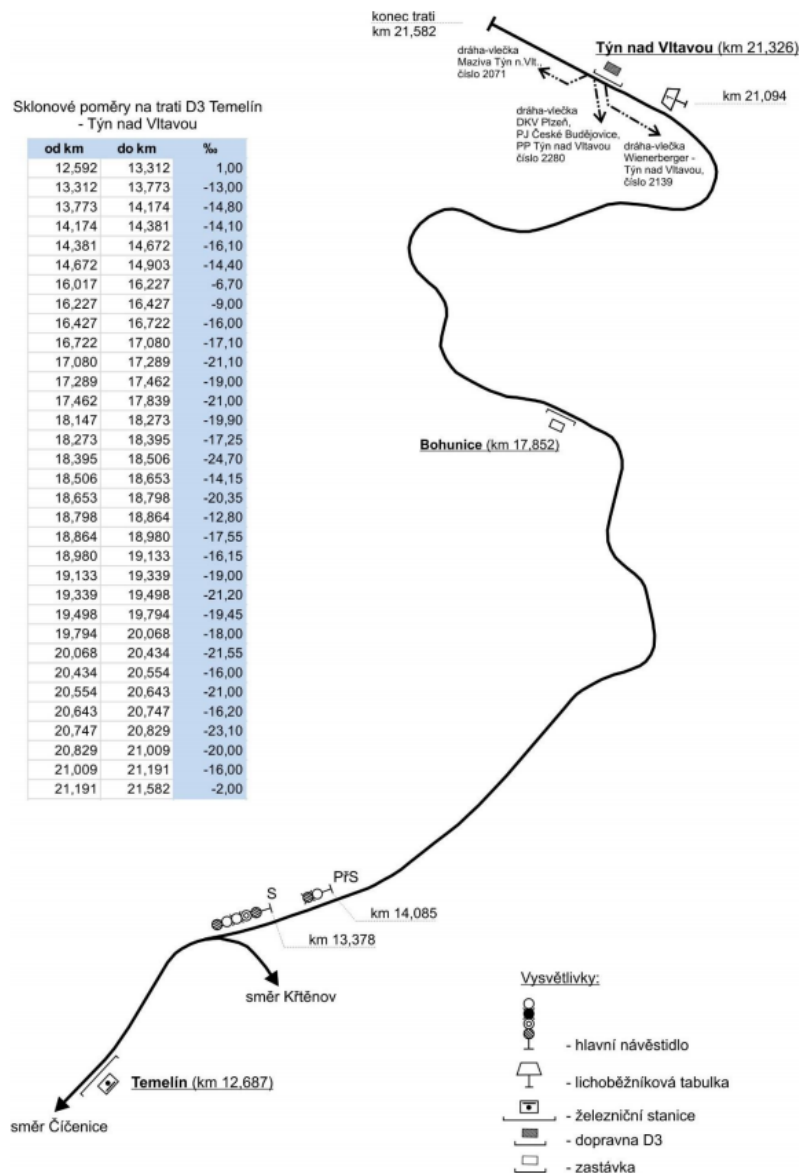 konec trati
km 21,582
Týn nad Vltavou (km 21,326)
dráha-vlečka
Maziva Týn n.Vlt.,
číslo 2071
km 21,094
dráha-vlečka
DKV Plzeň,
PJ České Budějovice,
PP Týn nad Vltavou
číslo 2280
dráha-vlečka
Wienerberger -
Týn nad Vltavou,
číslo 2139
Sklonové poměry na trati D3 Temelín
- Týn nad Vltavou
od km do km ‰
12,592 13,312 1,00
13,312 13,773 -13,00
13,773 14,174 -14,80
14,174 14,381 -14,10
14,381 14,672 -16,10
14,672 14,903 -14,40
16,017 16,227 -6,70
16,227 16,427 -9,00
16,427 16,722 -16,00
16,722 17,080 -17,10
17,080 17,289 -21,10
17,289 17,462 -19,00
17,462 17,839 -21,00
18,147 18,273 -19,90
18,273 18,395 -17,25
18,395 18,506 -24,70
18,506 18,653 -14,15
18,653 18,798 -20,35
18,798 18,864 -12,80
18,864 18,980 -17,55
18,980 19,133 -16,15
19,133 19,339 -19,00
19,339 19,498 -21,20
19,498 19,794 -19,45
19,794 20,068 -18,00
20,068 20,434 -21,55
20,434 20,554 -16,00
20,554 20,643 -21,00
20,643 20,747 -16,20
20,747 20,829 -23,10
20,829 21,009 -20,00
21,009 21,191 -16,00
21,191 21,582 -2,00
Bohunice (km 17,852)
PřS
S
km 14,085
km 13,378
směr Křtěnov
Temelín (km 12,687)
směr Číčenice
Vysvětlivky:
- hlavní návěstidlo
- lichoběžníková tabulka
- železniční stanice
- dopravna D3
- zastávka